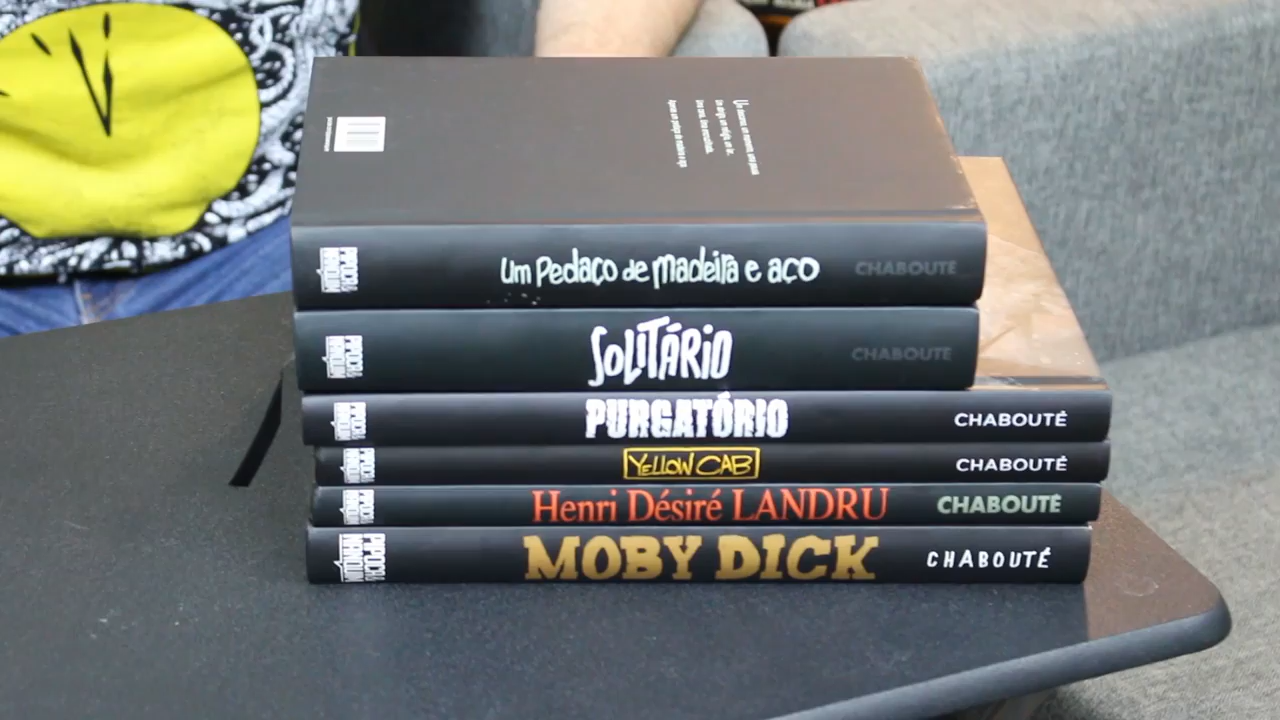 Um Pedaço de madeira e aço CHABOUTÉ
SOLITÁRIO CHABOUTÉ
PURGATÓRIO CHABOUTÉ
YELLOW CAB CHABOUTÉ
Henri Désiré LANDRU CHABOUTÉ
MOBY DICK CHABOUTÉ